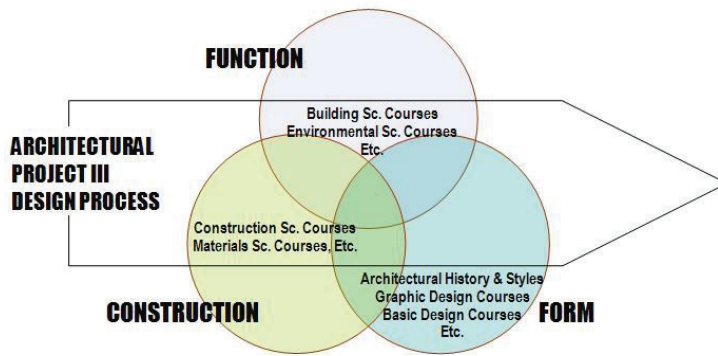 FUNCTION
Building Sc. Courses
Environmental Sc. Courses
Etc.
ARCHITECTURAL
PROJECT III
DESIGN PROCESS
Construction Sc. Courses
Materials Sc. Courses, Etc.
Architectural History & Styles
Graphic Design Courses
Basic Design Courses
Etc.
CONSTRUCTION
FORM